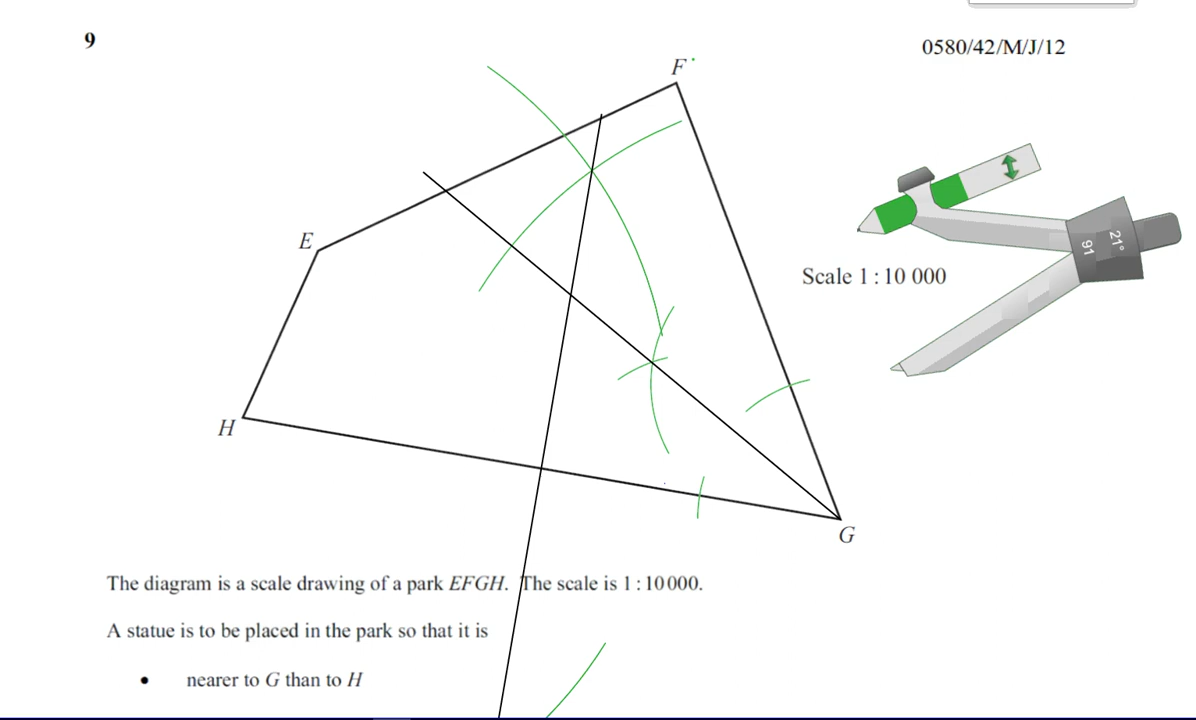 9
0580/42/M/J/12
F
E
21°
91
Scale 1 : 10 000
H
G
The diagram is a scale drawing of a park EFGH. The scale is 1 : 10 000.
A statue is to be placed in the park so that it is
• nearer to G than to H